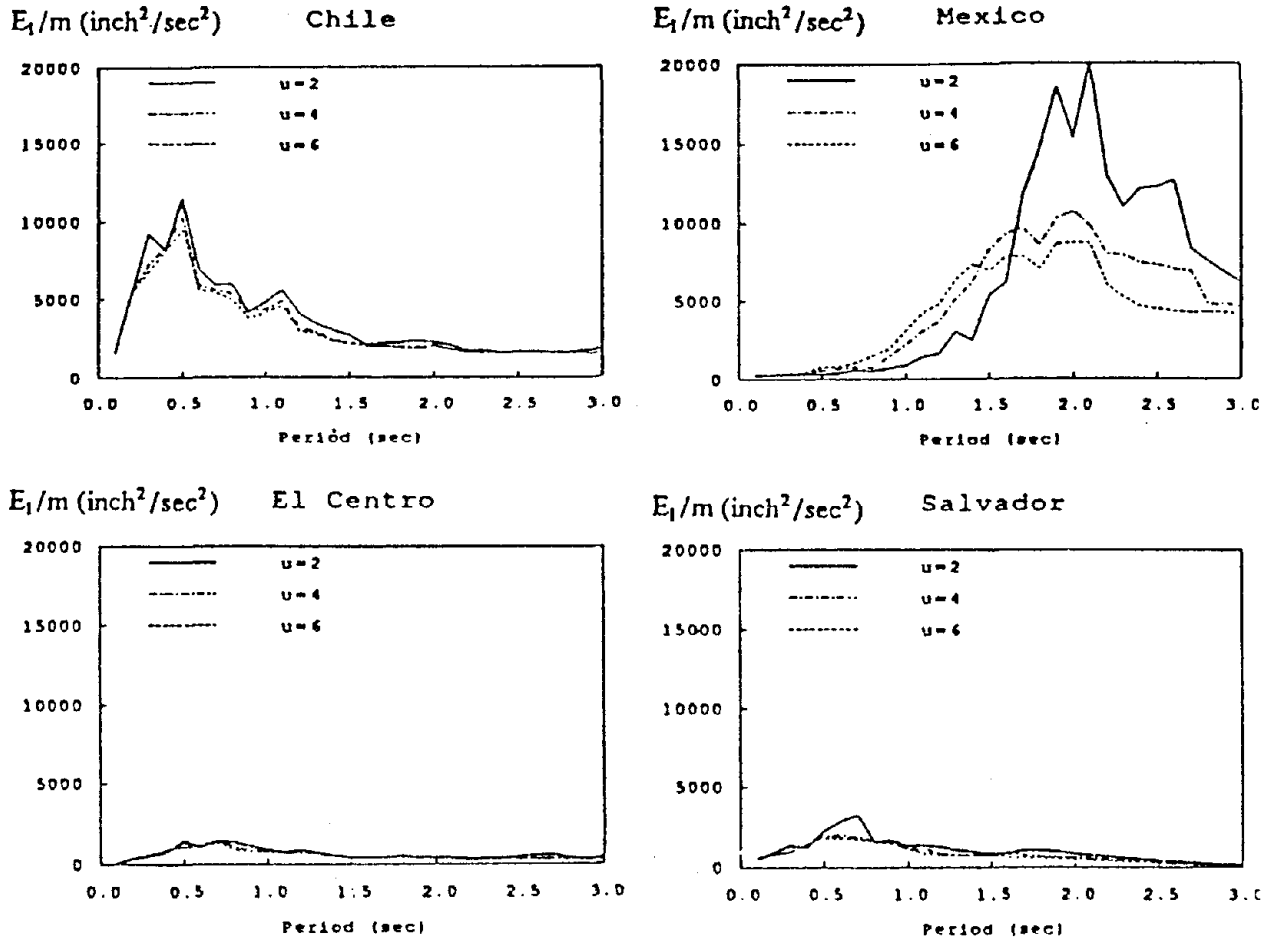 E_I/m (inch²/sec²) Chile
20000
15000
10000
5000
0
u=2
u=4
u=6
0.0 0.5 1.0 1.5 2.0 2.5 3.0
Period (sec)
E_I/m (inch²/sec²) Mexico
20000
15000
10000
5000
0
u=2
u=4
u=6
0.0 0.5 1.0 1.5 2.0 2.5 3.0
Period (sec)
E_I/m (inch²/sec²) El Centro
20000
15000
10000
5000
0
u=2
u=4
u=6
0.0 0.5 1.0 1.5 2.0 2.5 3.0
Period (sec)
E_I/m (inch²/sec²) Salvador
20000
15000
10000
5000
0
u=2
u=4
u=6
0.0 0.5 1.0 1.5 2.0 2.5 3.0
Period (sec)